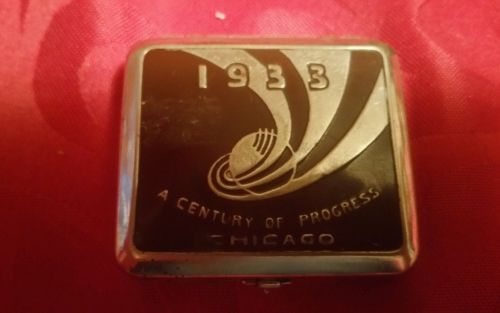 1933
A CENTURY OF PROGRESS
CHICAGO